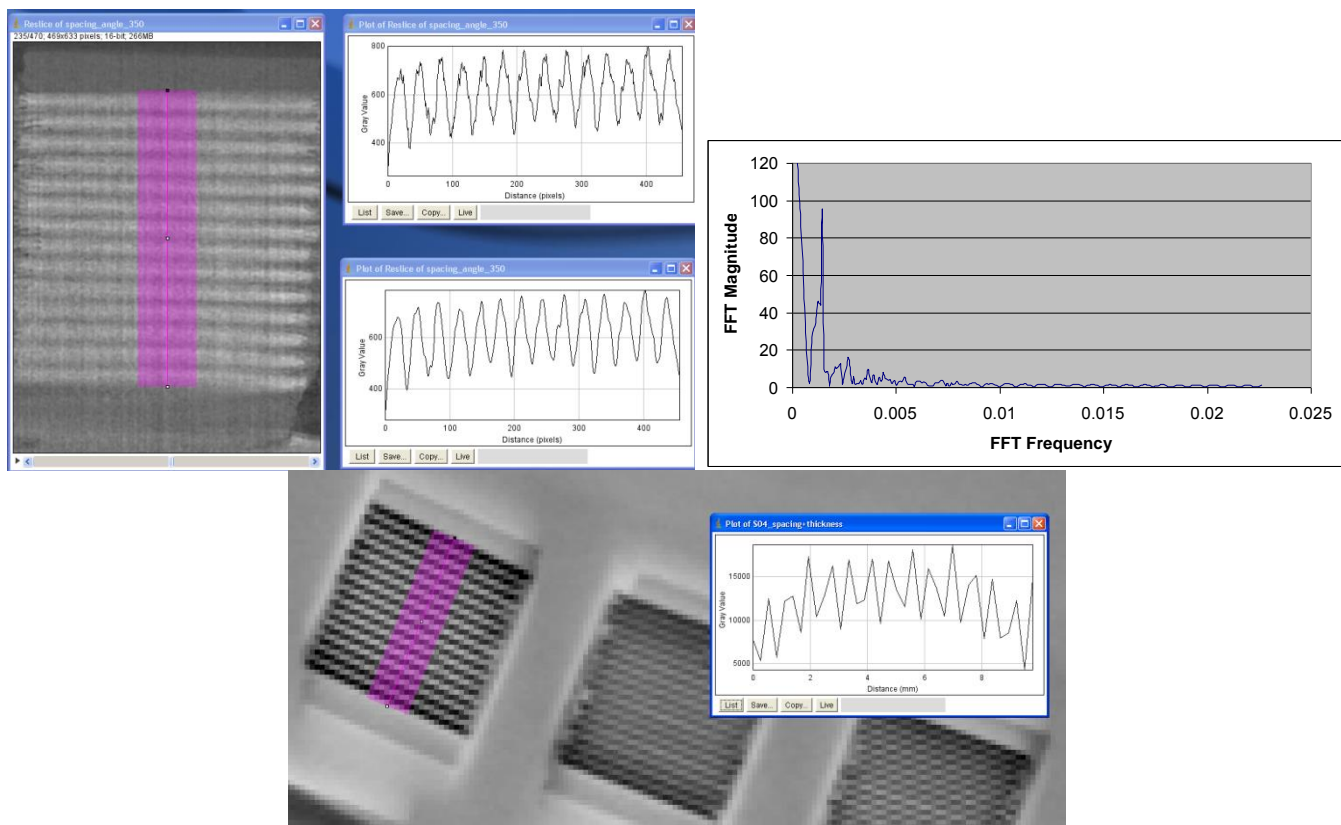 Reslice of spacing_angle_350
235/470; 469x633 pixels; 16-bit; 266MB
Plot of Reslice of spacing_angle_350
800
600
400
Gray Value
0 100 200 300 400
Distance (pixels)
List Save... Copy... Live
Plot of Reslice of spacing_angle_350
600
400
Gray Value
0 100 200 300 400
Distance (pixels)
List Save... Copy... Live
120
100
80
60
40
20
0
FFT Magnitude
0 0.005 0.01 0.015 0.02 0.025
FFT Frequency
Plot of S04_spacing+thickness
15000
10000
5000
Gray Value
0 2 4 6 8
Distance (mm)
List Save... Copy... Live